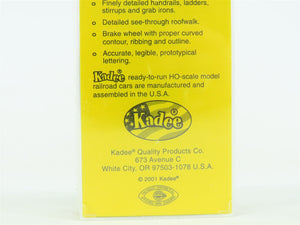 Finely detailed handrails, ladders,
stirrups and grab irons.
Detailed see-through roofwalk.
Brake wheel with proper curved
contour, ribbing and outline.
Accurate, legible, prototypical
lettering.
Kadee® ready-to-run HO-scale model
railroad cars are manufactured and
assembled in the U.S.A.
Kadee®
Kadee® Quality Products Co.
673 Avenue C
White City, OR 97503-1078 U.S.A.
© 2001 Kadee®